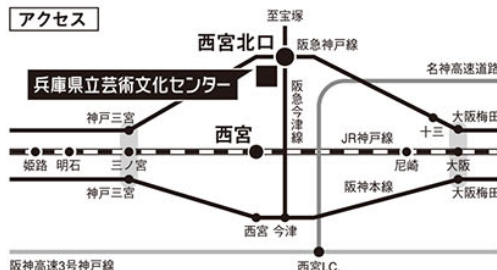 アクセス
至宝塚
西宮北口
阪急神戸線
名神高速道路
兵庫県立芸術文化センター
阪急今津線
神戸三宮
十三
大阪梅田
西宮
JR神戸線
姫路
明石
三ノ宮
尼崎
大阪
神戸三宮
阪神本線
大阪梅田
西宮
今津
阪神高速3号神戸線
西宮I.C.